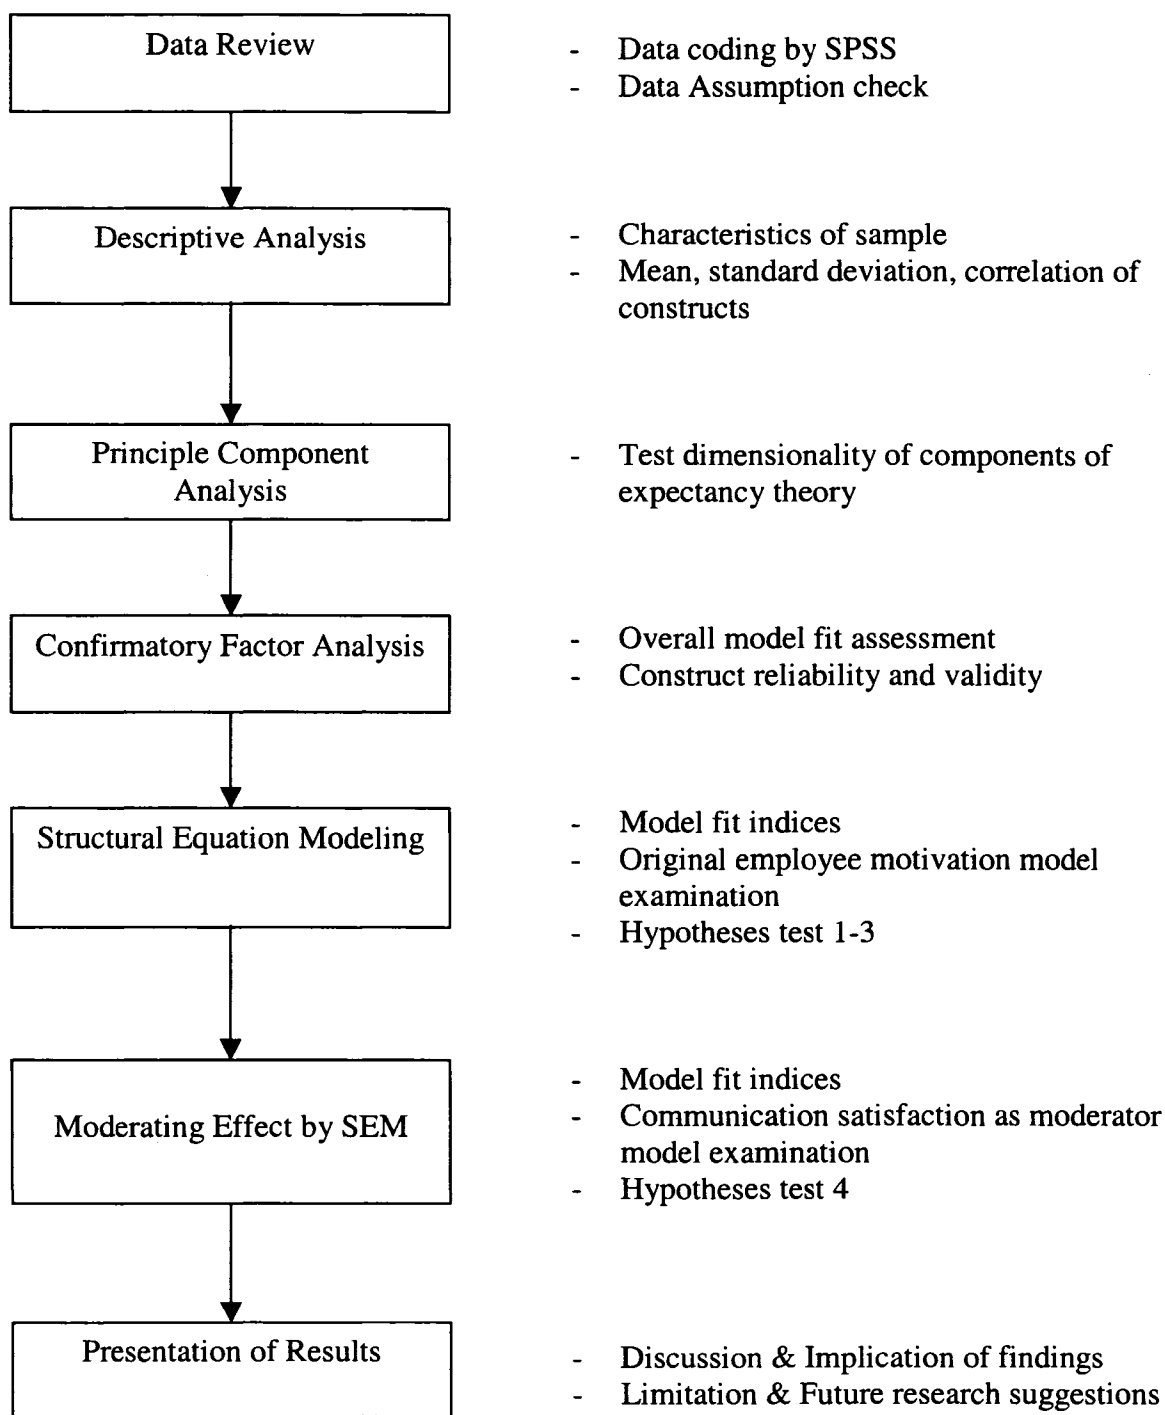 Data Review
- Data coding by SPSS
- Data Assumption check
Descriptive Analysis
- Characteristics of sample
- Mean, standard deviation, correlation of
constructs
Principle Component
Analysis
- Test dimensionality of components of
expectancy theory
Confirmatory Factor Analysis
- Overall model fit assessment
- Construct reliability and validity
Structural Equation Modeling
- Model fit indices
- Original employee motivation model
examination
- Hypotheses test 1-3
Moderating Effect by SEM
- Model fit indices
- Communication satisfaction as moderator
model examination
- Hypotheses test 4
Presentation of Results
- Discussion & Implication of findings
- Limitation & Future research suggestions